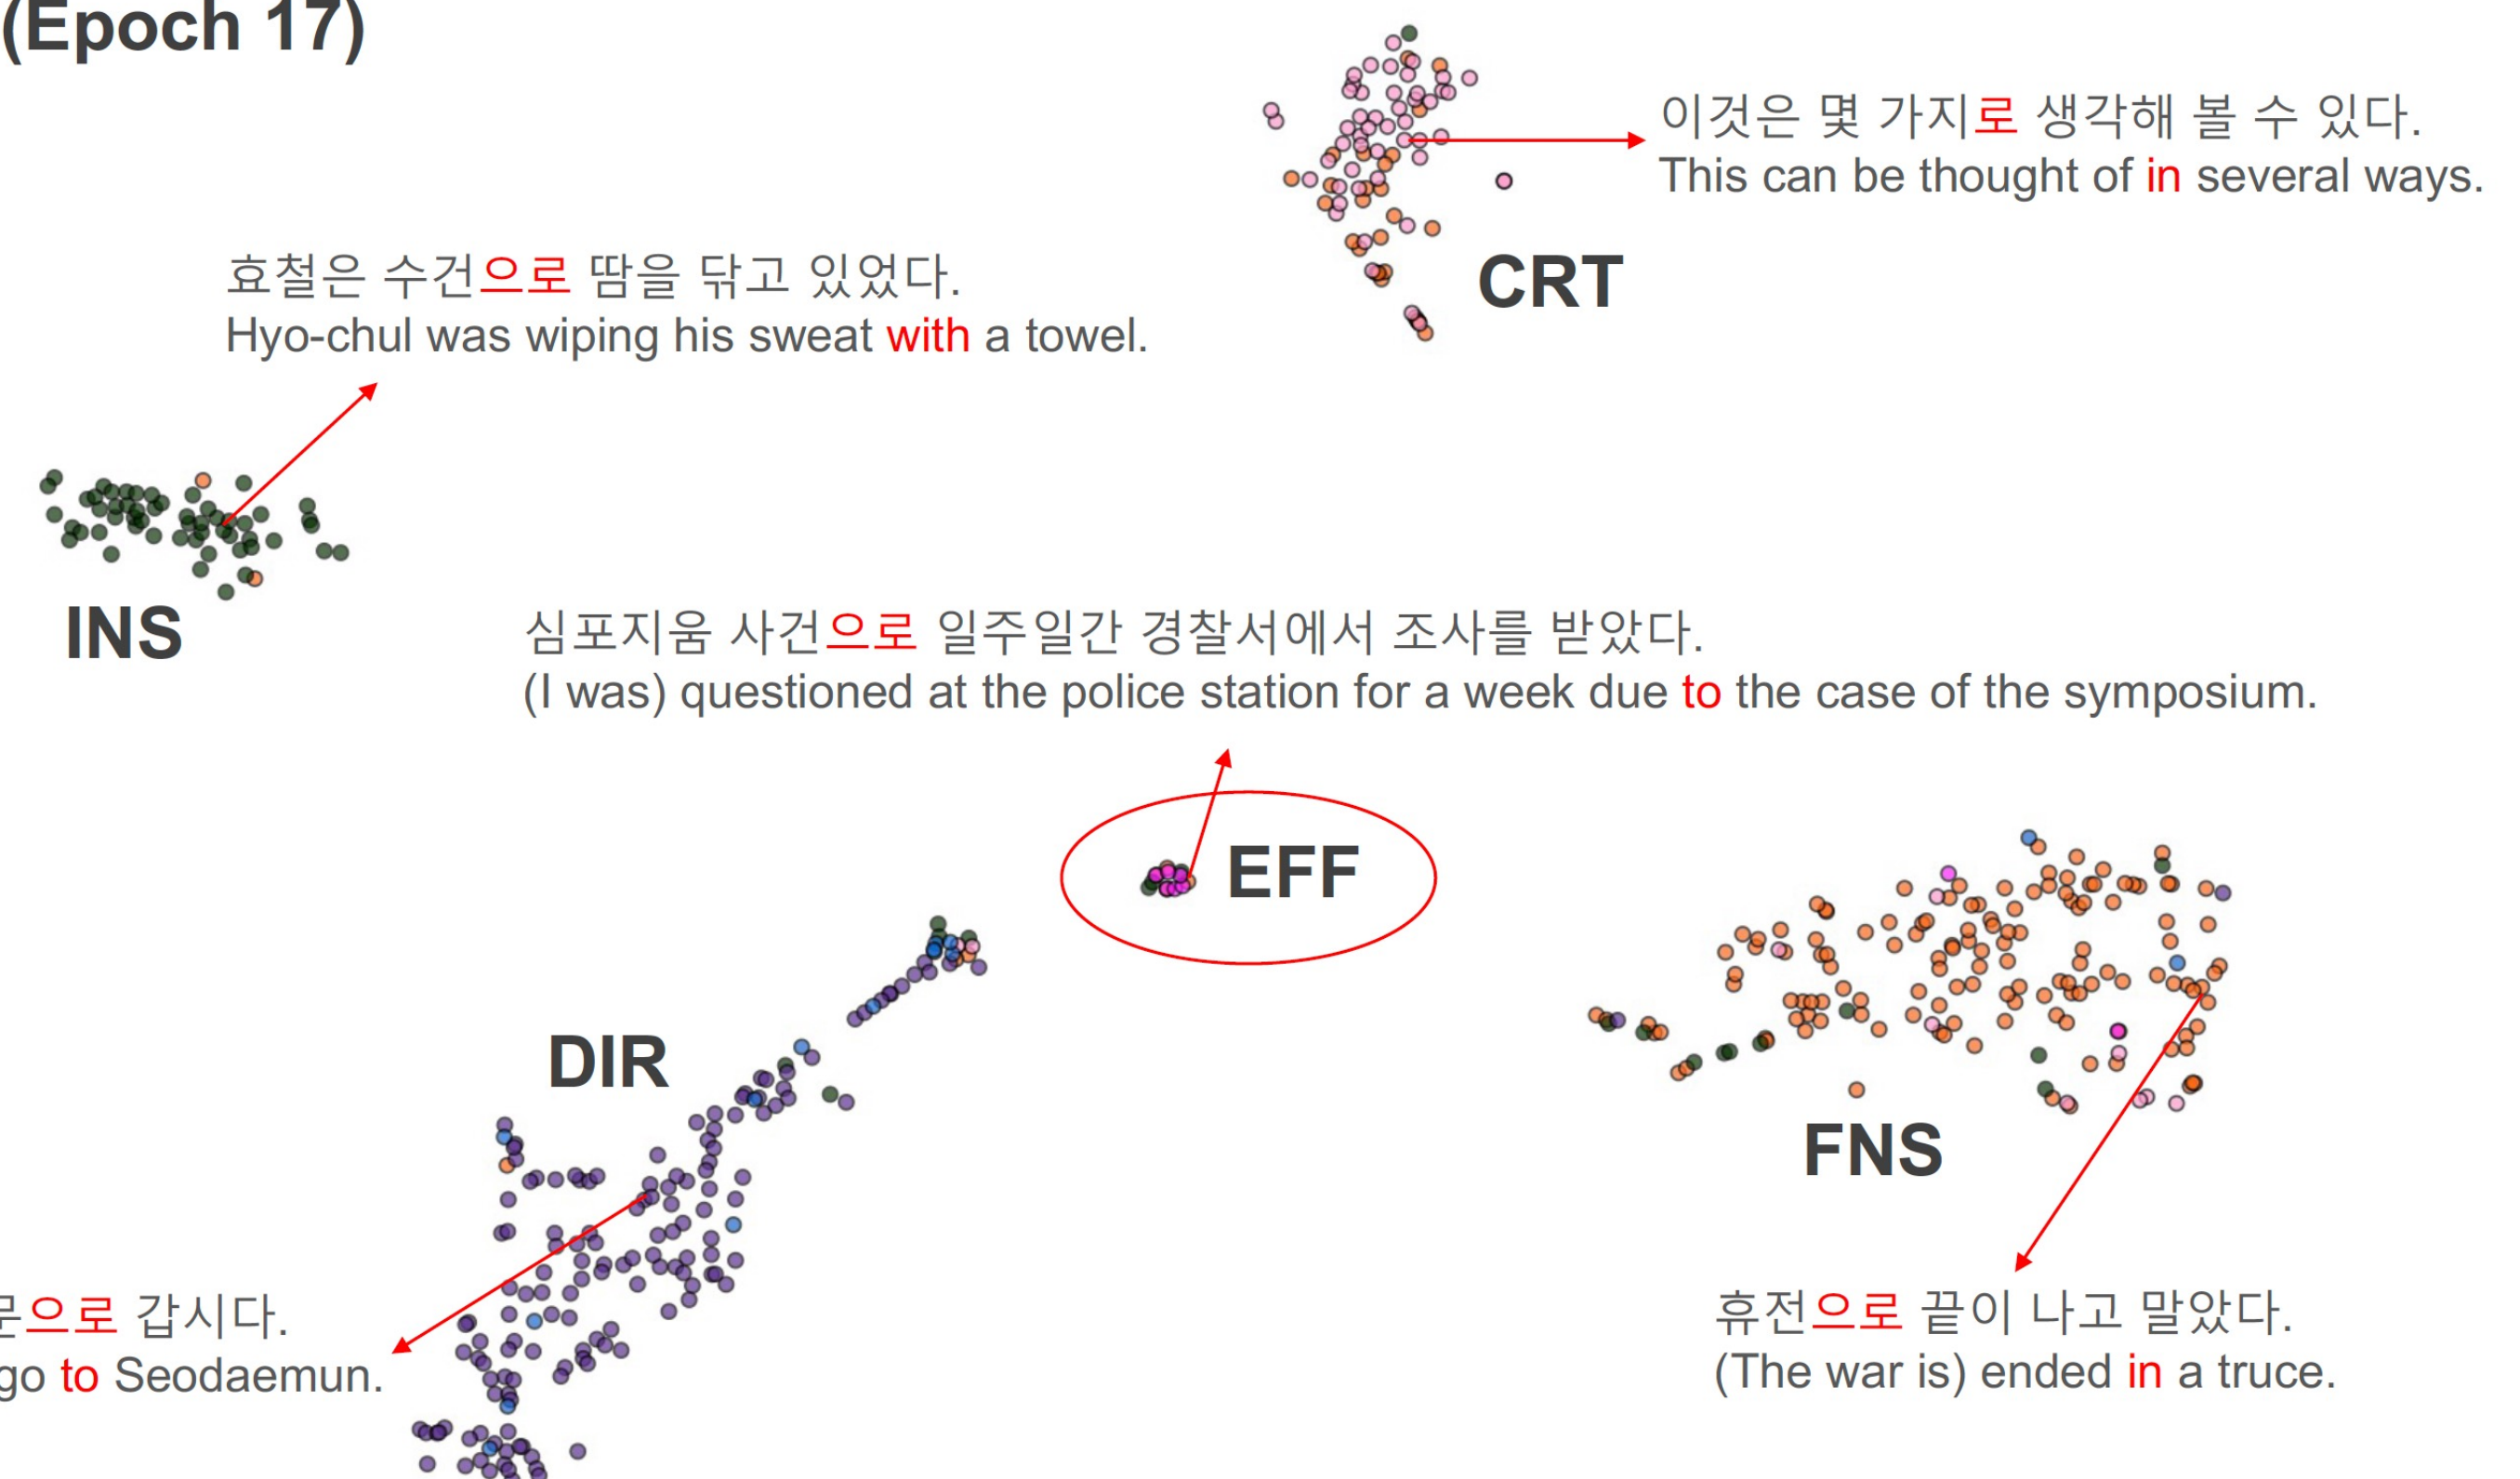 (Epoch 17)
이것은 몇 가지로 생각해 볼 수 있다.
This can be thought of in several ways.
CRT
효철은 수건으로 땀을 닦고 있었다.
Hyo-chul was wiping his sweat with a towel.
INS
심포지움 사건으로 일주일간 경찰서에서 조사를 받았다.
(I was) questioned at the police station for a week due to the case of the symposium.
EFF
DIR
FNS
문으로 갑시다.
go to Seodaemun.
휴전으로 끝이 나고 말았다.
(The war is) ended in a truce.